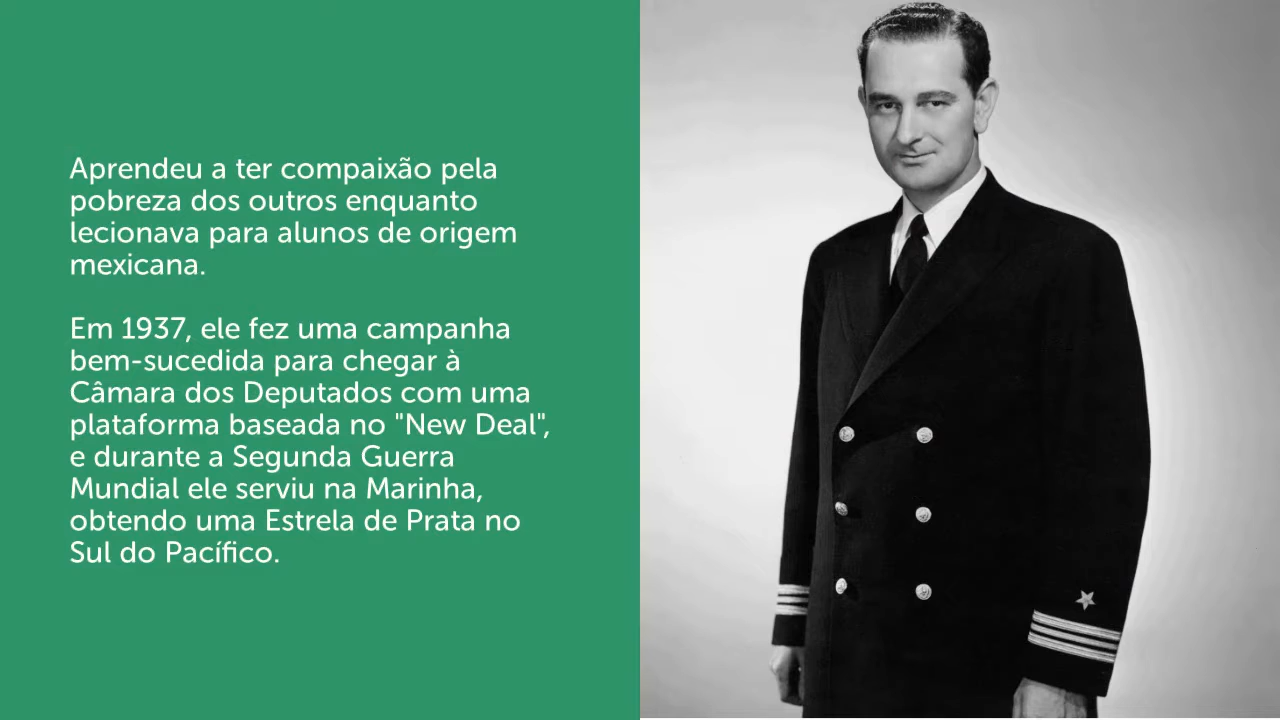 Aprendeu a ter compaixão pela
pobreza dos outros enquanto
lecionava para alunos de origem
mexicana.
Em 1937, ele fez uma campanha
bem-sucedida para chegar à
Câmara dos Deputados com uma
plataforma baseada no "New Deal",
e durante a Segunda Guerra
Mundial ele serviu na Marinha,
obtendo uma Estrela de Prata no
Sul do Pacífico.